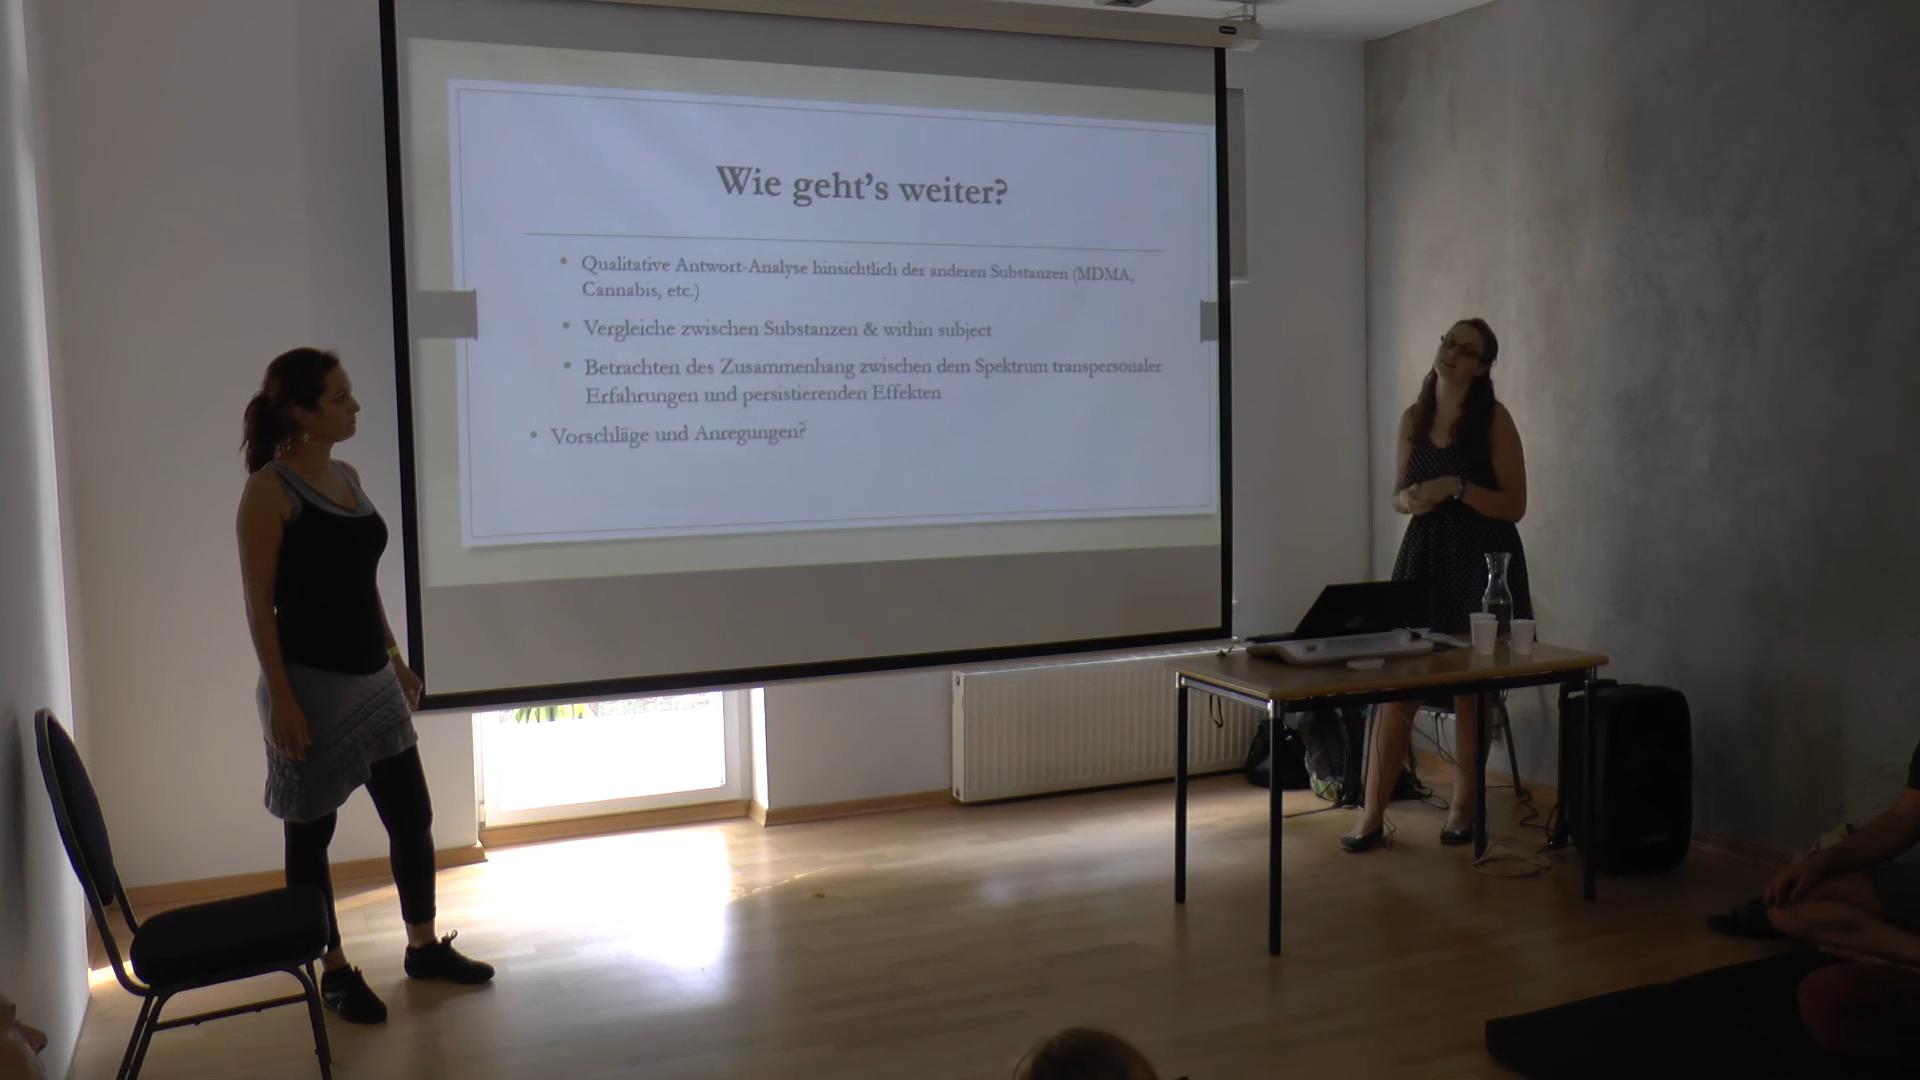 Wie geht's weiter?
• Qualitative Antwort-Analyse hinsichtlich der anderen Substanzen (MDMA,
Cannabis, etc.)
• Vergleiche zwischen Substanzen & within subject
• Betrachten des Zusammenhang zwischen dem Spektrum transpersonaler
Erfahrungen und persistierenden Effekten
• Vorschläge und Anregungen?